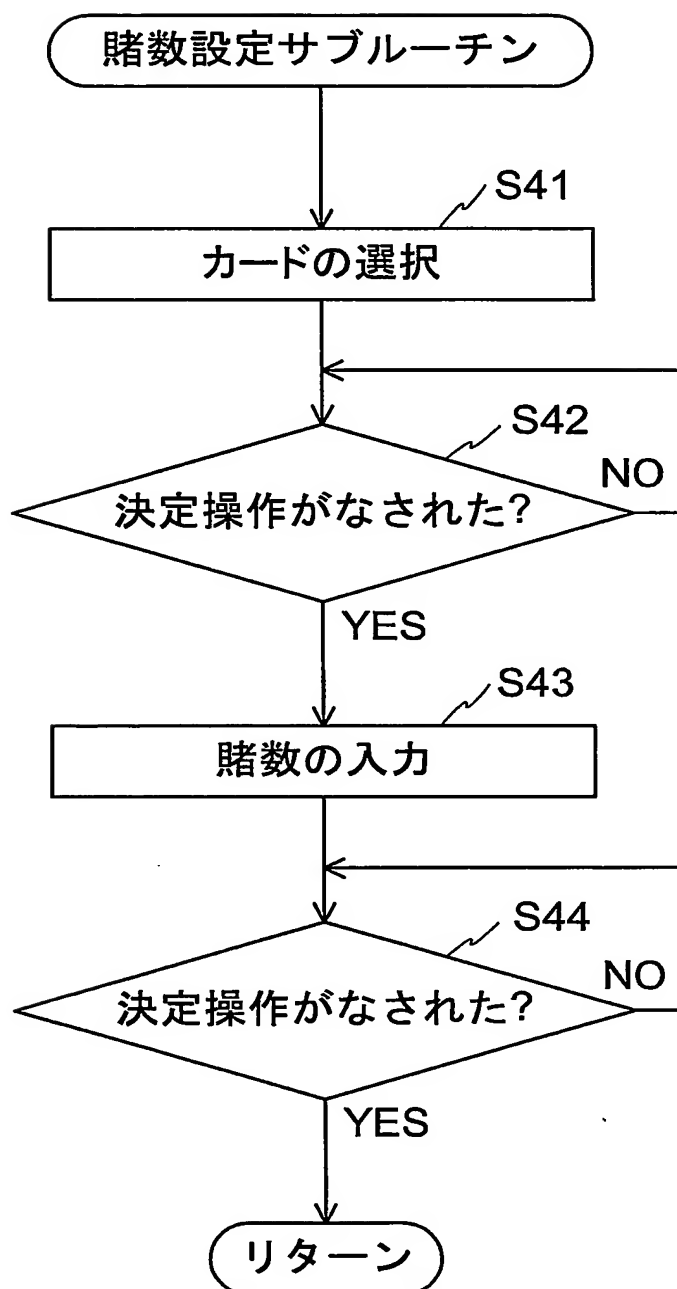 賭数設定サブルーチン
S41
カードの選択
S42
NO
決定操作がなされた?
YES
S43
賭数の入力
S44
NO
決定操作がなされた?
YES
リターン